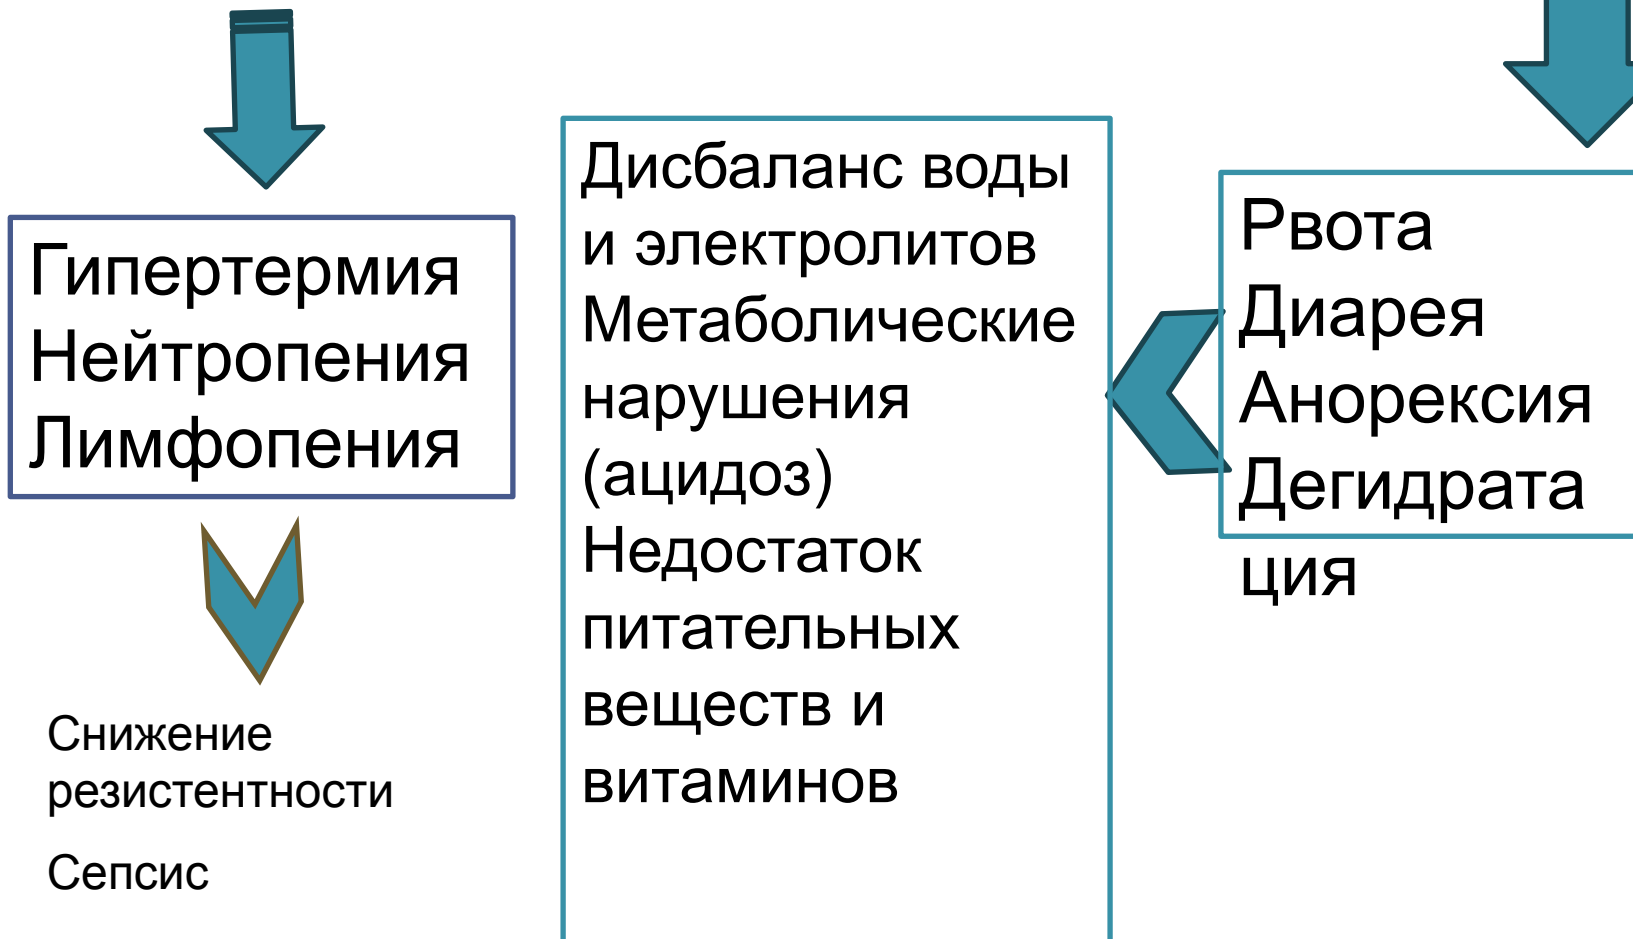 Гипертермия
Нейтропения
Лимфопения
Снижение
резистентности
Сепсис
Дисбаланс воды
и электролитов
Метаболические
нарушения
(ацидоз)
Недостаток
питательных
веществ и
витаминов
Рвота
Диарея
Анорексия
Дегидрата
ция